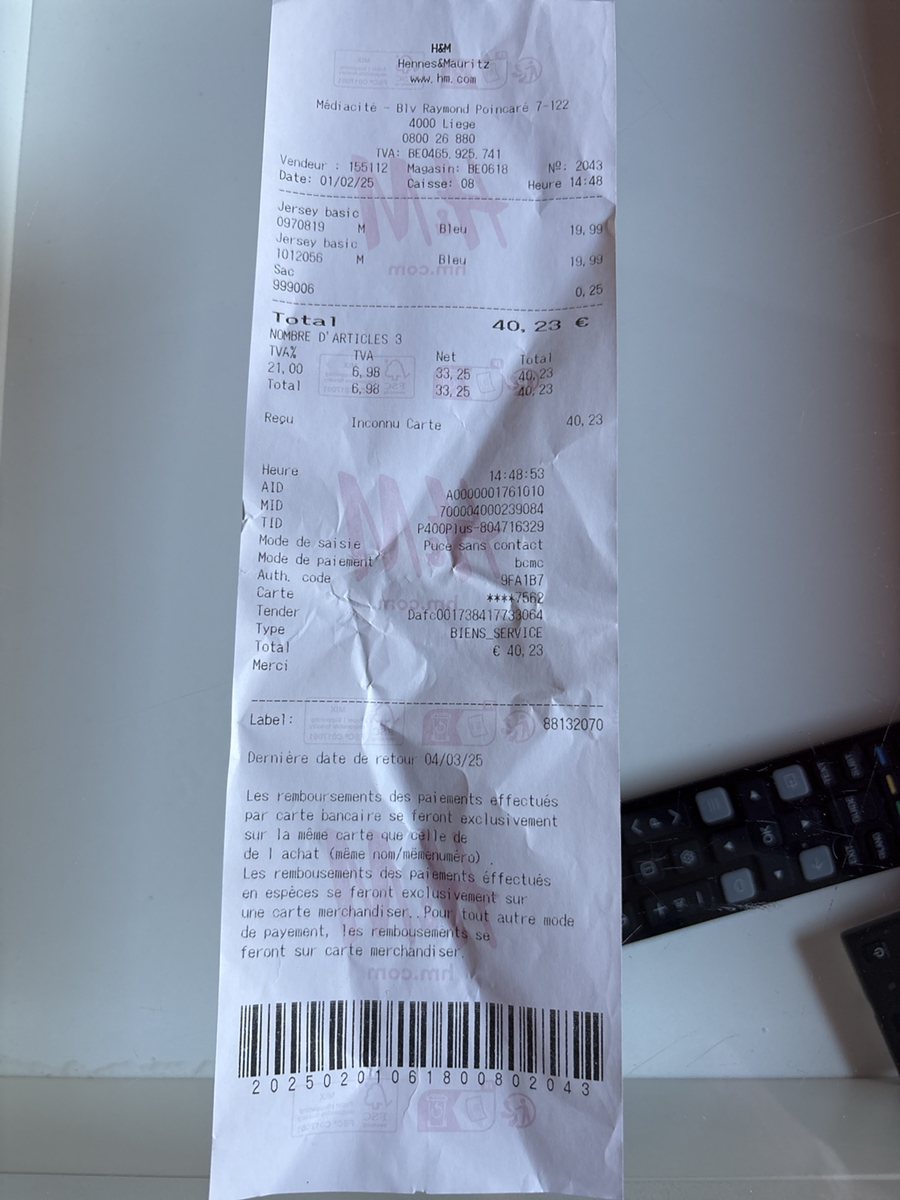 H&M
Hennes&Mauritz
www.hm.com
Médiacité - Blv Raymond Poincaré 7-122
4000 Liege
0800 26 880
TVA: BE0465.925.741
Vendeur : 155112 Magasin: BE0618 Nº: 2043
Date: 01/02/25 Caisse: 08 Heure 14:48
Jersey basic
0970819 M Bleu 19,99
Jersey basic
1012056 M Bleu 19,99
Sac
999006 0,25
Total 40,23 €
NOMBRE D'ARTICLES 3
TVA% TVA Net Total
21,00 6,98 33,25 40,23
Total 6,98 33,25 40,23
Reçu Inconnu Carte 40,23
Heure 14:48:53
AID A0000001761010
MID 700004000239084
TID P400Plus-804716329
Mode de saisie Puce sans contact
Mode de paiement bcmc
Auth. code 9FA1B7
Carte ****7562
Tender Dafc001738417733064
Type BIENS_SERVICE
Total € 40,23
Merci
Label: 88132070
Dernière date de retour 04/03/25
Les remboursements des paiements effectués
par carte bancaire se feront exclusivement
sur la même carte que celle de
de l achat (même nom/mêmenuméro) .
Les rembousements des paiements éffectués
en espèces se feront exclusivement sur
une carte merchandiser..Pour tout autre mode
de payement, les rembousements se
feront sur carte merchandiser.
20250201061800802043